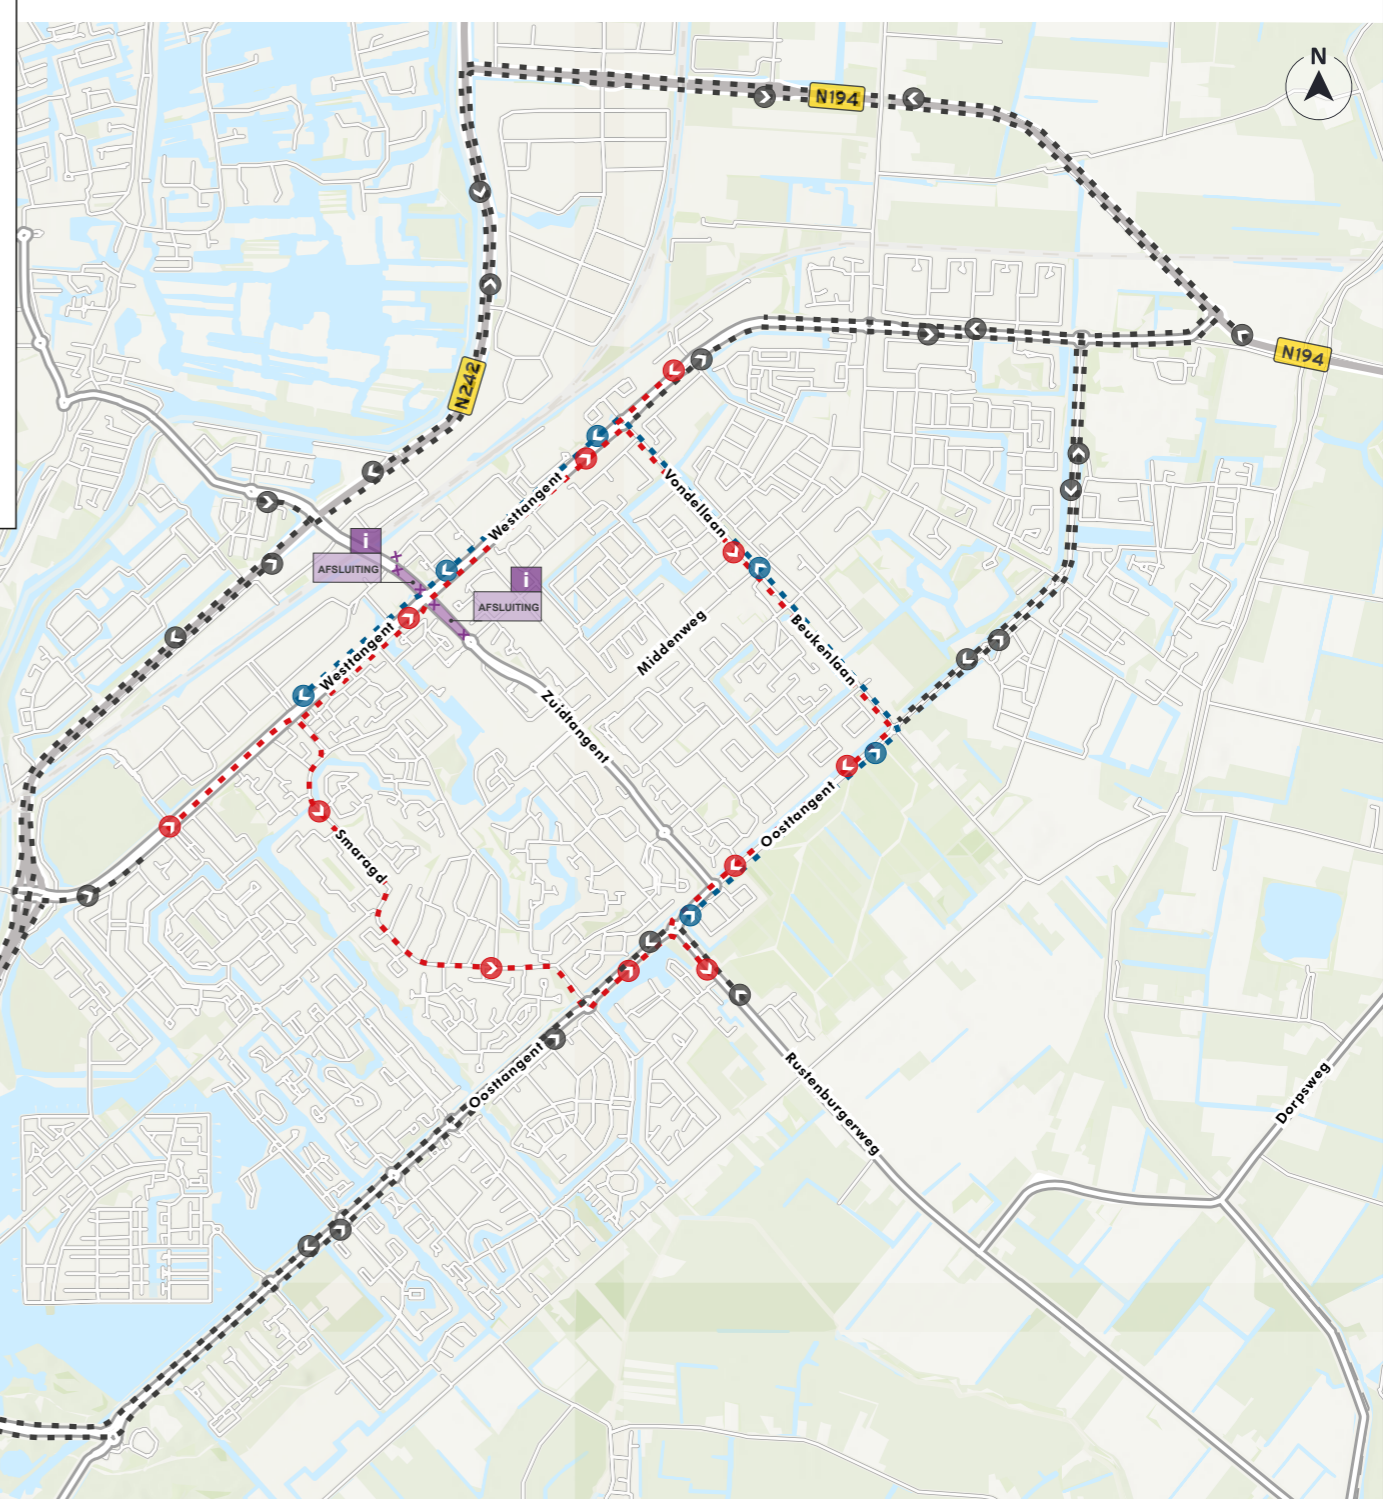 N
N194
N194
N242
Westtangent
Vondellaan
i
AFSLUITING
i
AFSLUITING
Westtangent
Middenweg
Beukenlaan
Zuidtangent
Oosttangent
Smaragd
Oosttangent
Rustenburgerweg
Dorpsweg